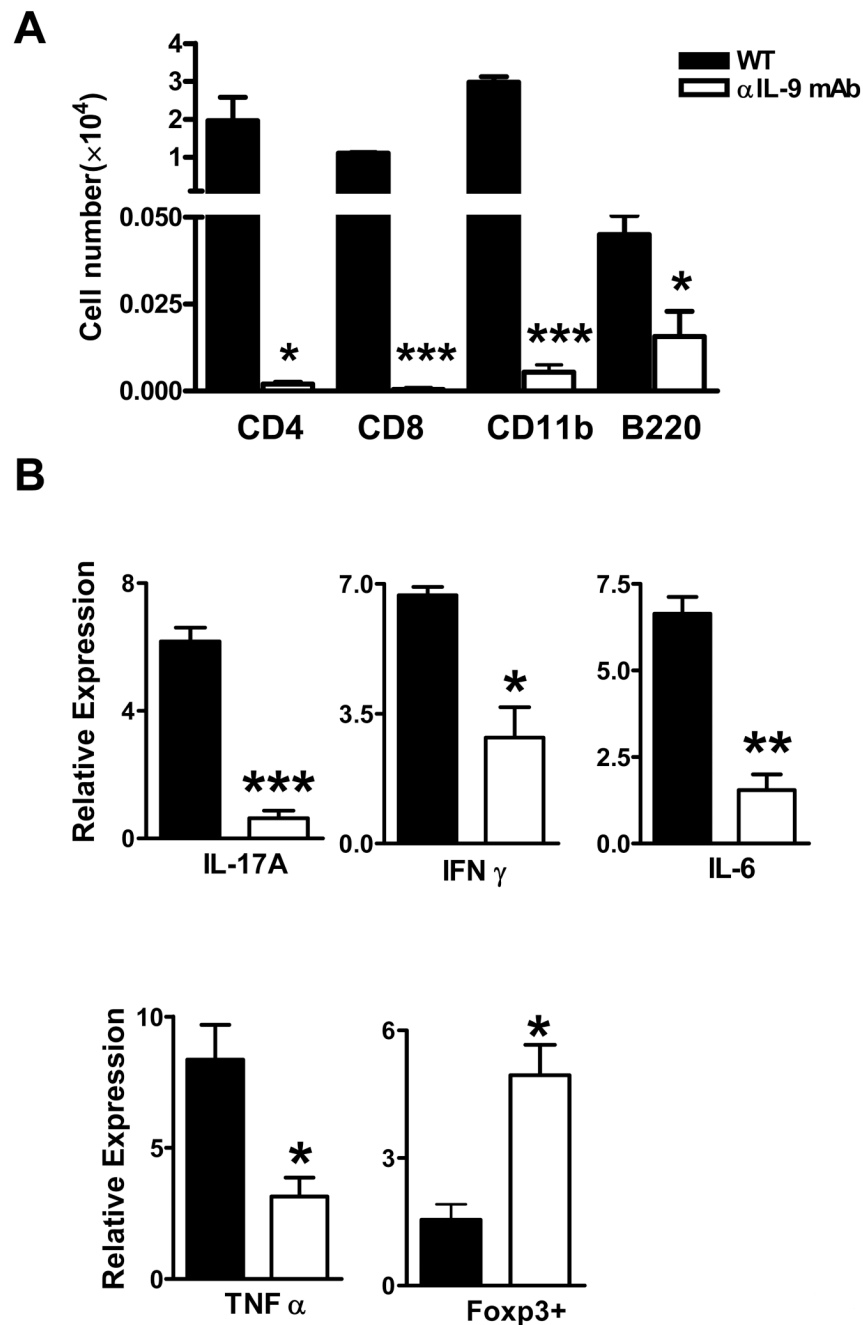 A
WT
αIL-9 mAb
Cell number(×10⁴)
4
3
2
1
0.050
0.025
0.000
*
***
***
*
CD4 CD8 CD11b B220
B
Relative Expression
8
4
0
***
IL-17A
7.0
3.5
0.0
*
IFN γ
7.5
5.0
2.5
0.0
**
IL-6
Relative Expression
10
5
0
*
TNF α
6
3
0
*
Foxp3+